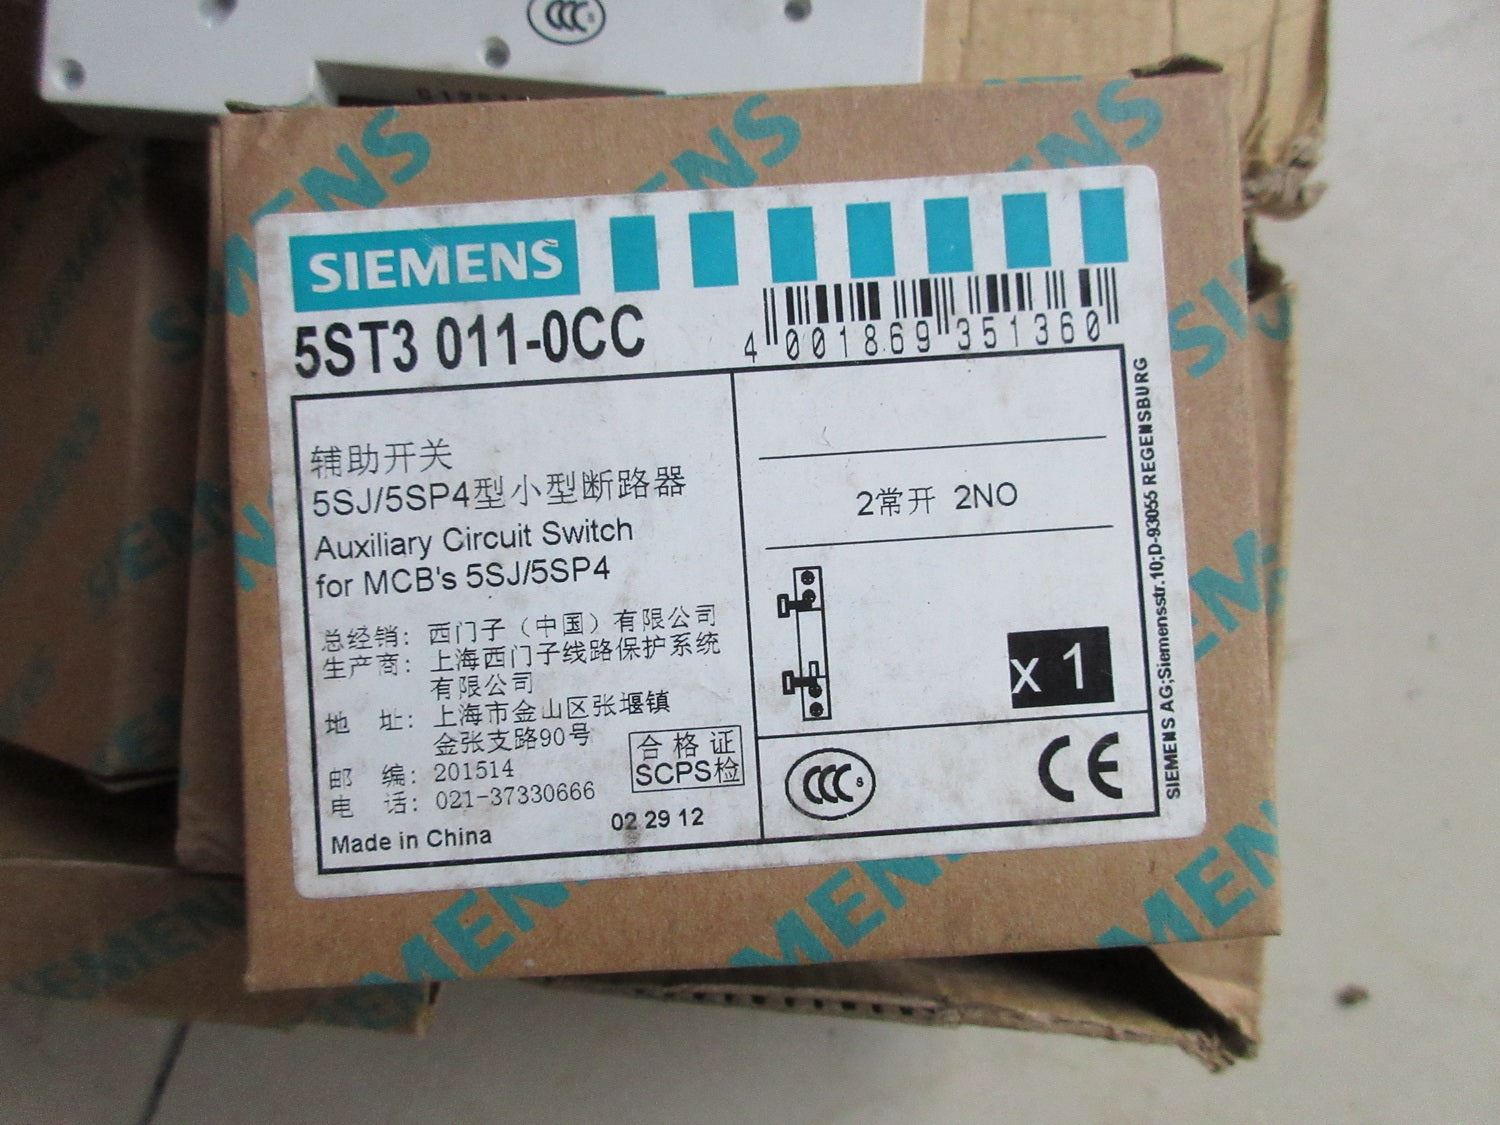 SIEMENS
5ST3 011-0CC
4 001869 351360
辅助开关
5SJ/5SP4型小型断路器
Auxiliary Circuit Switch
for MCB's 5SJ/5SP4
总经销: 西门子（中国）有限公司
生产商: 上海西门子线路保护系统
有限公司
地 址: 上海市金山区张堰镇
金张支路90号
邮 编: 201514
电 话: 021-37330666
合格证
SCPS检
Made in China
02 29 12
2常开 2NO
x 1
CCC S
CE
SIEMENS AG;Siemensstr.10;D-93055 REGENSBURG